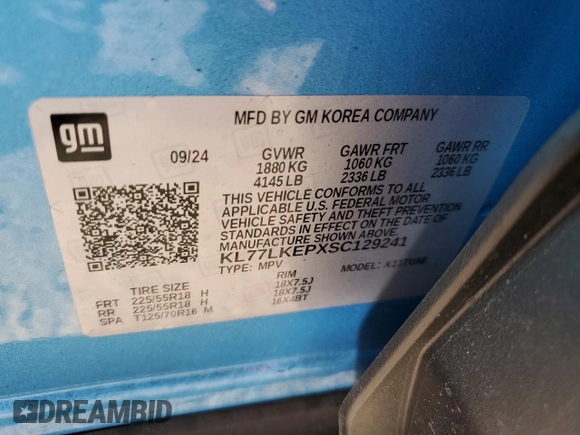 gm
MFD BY GM KOREA COMPANY
09/24 GVWR GAWR FRT GAWR RR
1880 KG 1060 KG 1060 KG
4145 LB 2336 LB 2336 LB
THIS VEHICLE CONFORMS TO ALL
APPLICABLE U.S. FEDERAL MOTOR
VEHICLE SAFETY AND THEFT PREVENTION
STANDARDS IN EFFECT ON THE DATE OF
MANUFACTURE SHOWN ABOVE.
KL77LKEPXSC129241
TYPE: MPV MODEL:
TIRE SIZE RIM
FRT 225/55R18 H 18X7.5J
RR 225/55R18 H 18X7.5J
SPA T125/70R16 M 16X4BT
DREAMBID